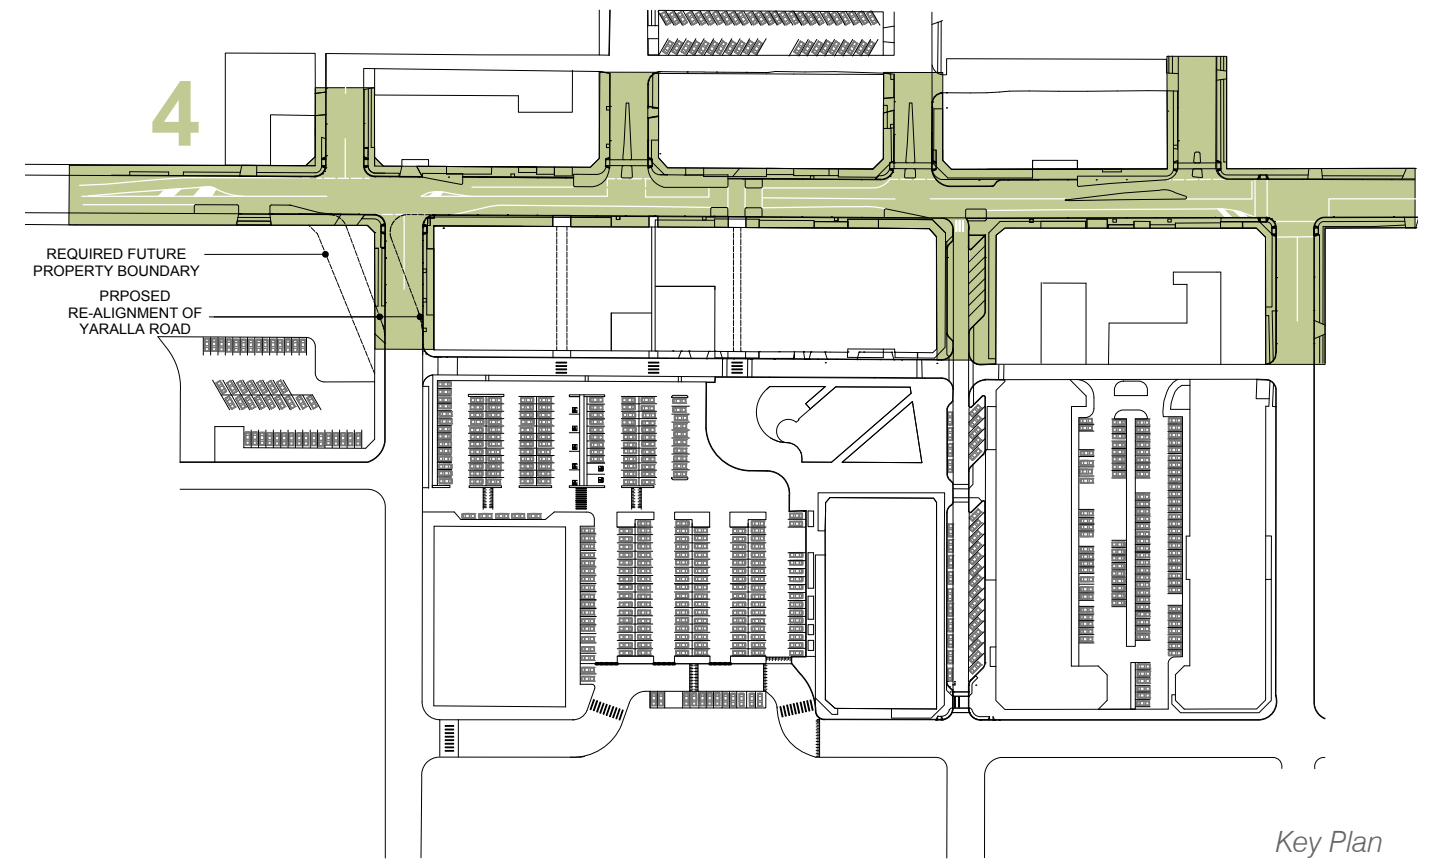 4
REQUIRED FUTURE
PROPERTY BOUNDARY
PRPOSED
RE-ALIGNMENT OF
YARALLA ROAD
Key Plan